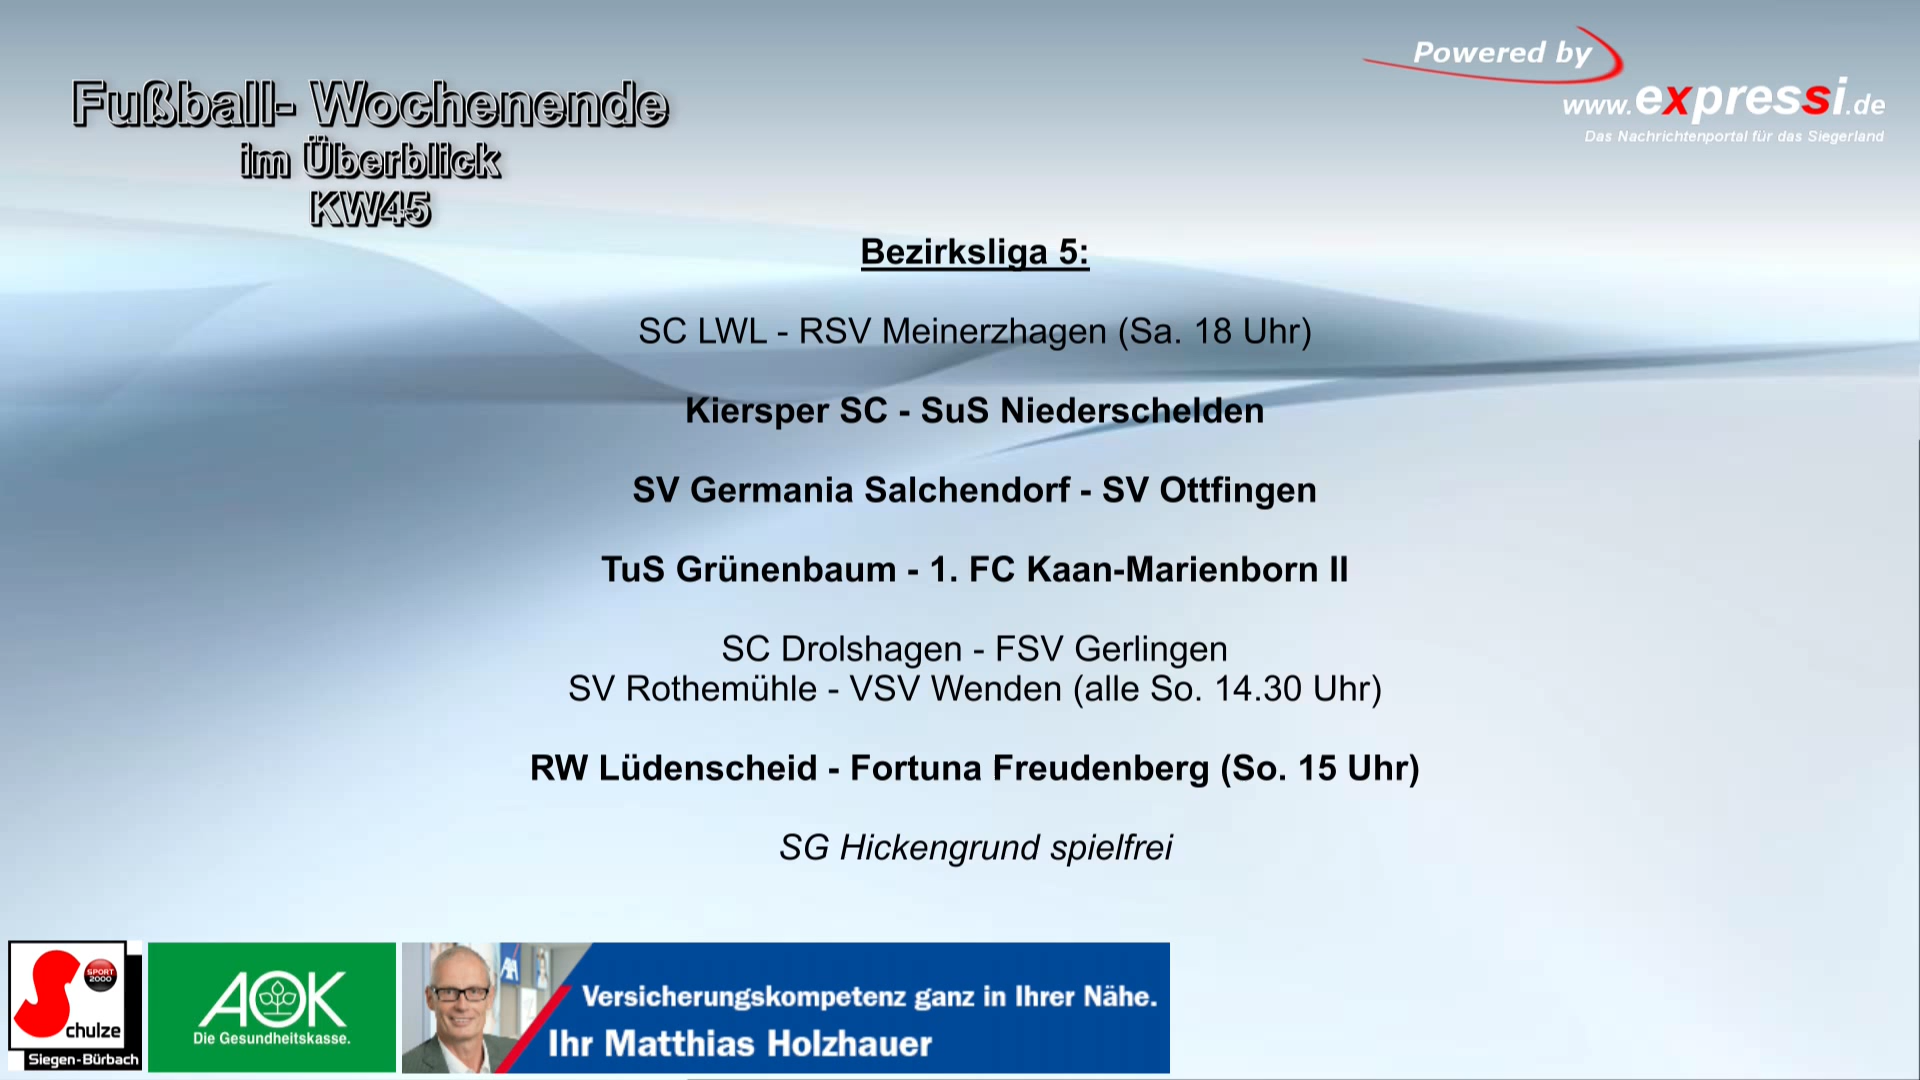 Fußball- Wochenende
im Überblick
KW45
Powered by
www.expressi.de
Das Nachrichtenportal für das Siegerland
Bezirksliga 5:
SC LWL - RSV Meinerzhagen (Sa. 18 Uhr)
Kiersper SC - SuS Niederschelden
SV Germania Salchendorf - SV Ottfingen
TuS Grünenbaum - 1. FC Kaan-Marienborn II
SC Drolshagen - FSV Gerlingen
SV Rothemühle - VSV Wenden (alle So. 14.30 Uhr)
RW Lüdenscheid - Fortuna Freudenberg (So. 15 Uhr)
SG Hickengrund spielfrei
SPORT
2000
Schulze
Siegen-Bürbach
AOK
Die Gesundheitskasse.
AXA
Versicherungskompetenz ganz in Ihrer Nähe.
Ihr Matthias Holzhauer